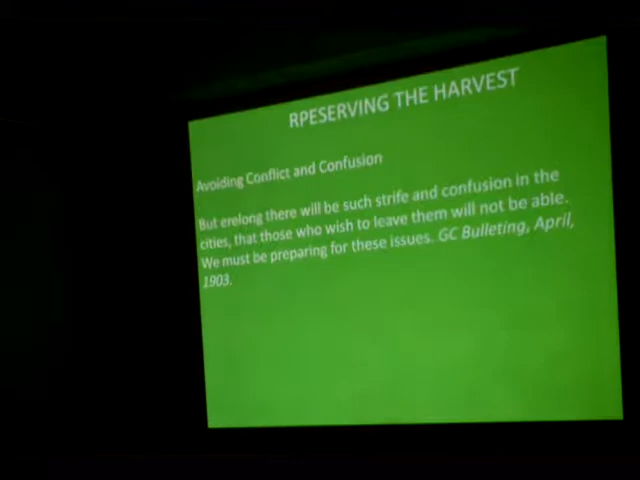 RPESERVING THE HARVEST
Avoiding Conflict and Confusion
But erelong there will be such strife and confusion in the
cities, that those who wish to leave them will not be able.
We must be preparing for these issues. GC Bulleting, April,
1903.